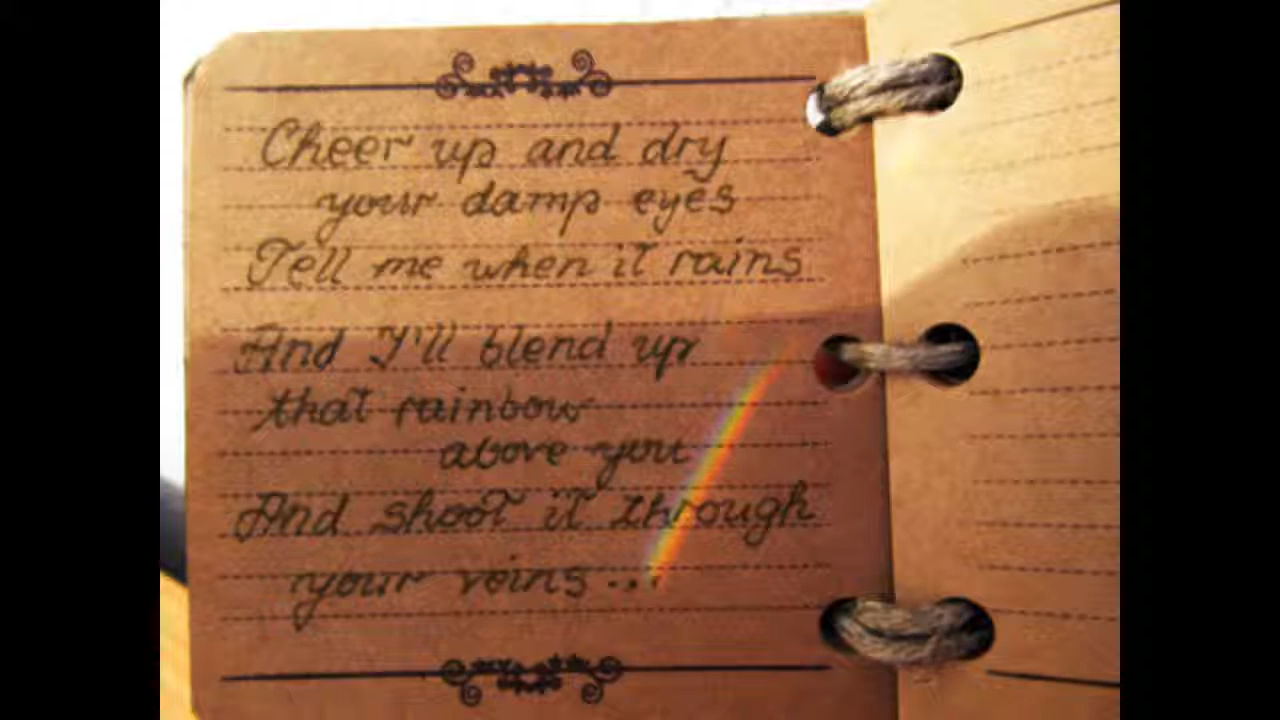 Cheer up and dry
your damp eyes
Tell me when it rains
And I'll blend up
that rainbow
above you
And shoot it through
your veins...